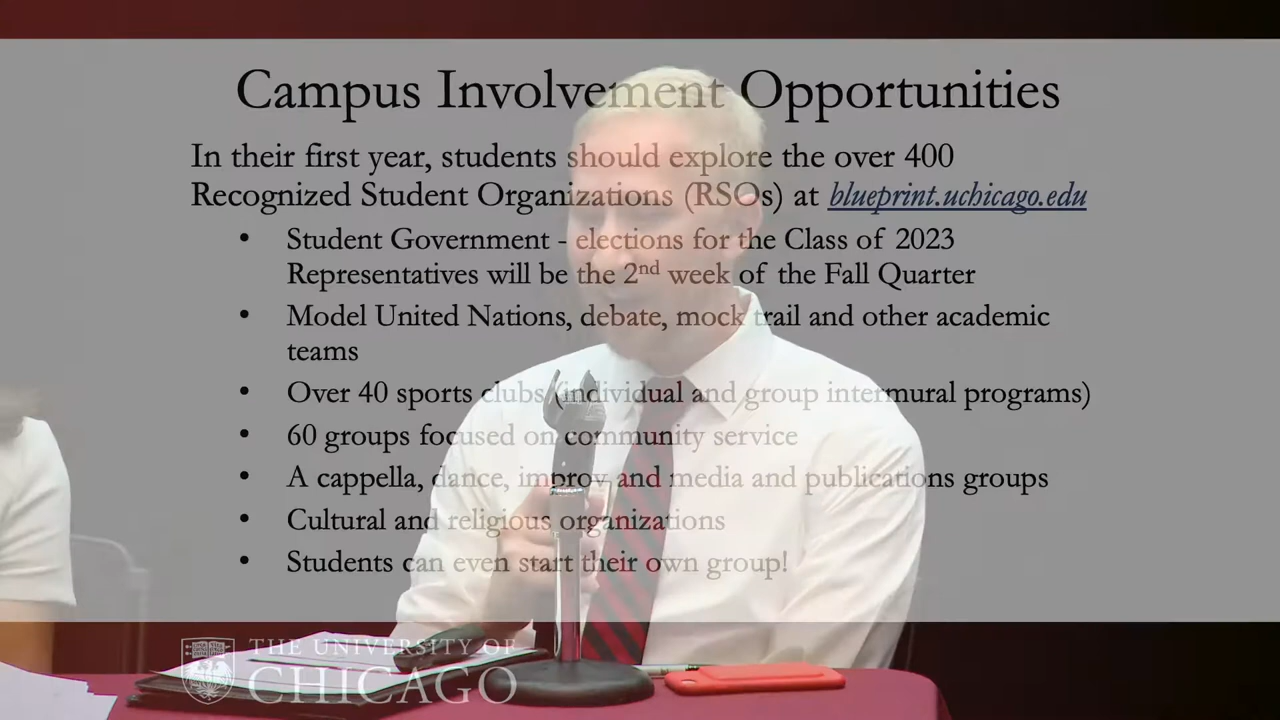 Campus Involvement Opportunities
In their first year, students should explore the over 400
Recognized Student Organizations (RSOs) at blueprint.uchicago.edu
• Student Government - elections for the Class of 2023
Representatives will be the 2nd week of the Fall Quarter
• Model United Nations, debate, mock trail and other academic
teams
• Over 40 sports clubs (individual and group intermural programs)
• 60 groups focused on community service
• A cappella, dance, improv and media and publications groups
• Cultural and religious organizations
• Students can even start their own group!
THE UNIVERSITY OF
CHICAGO